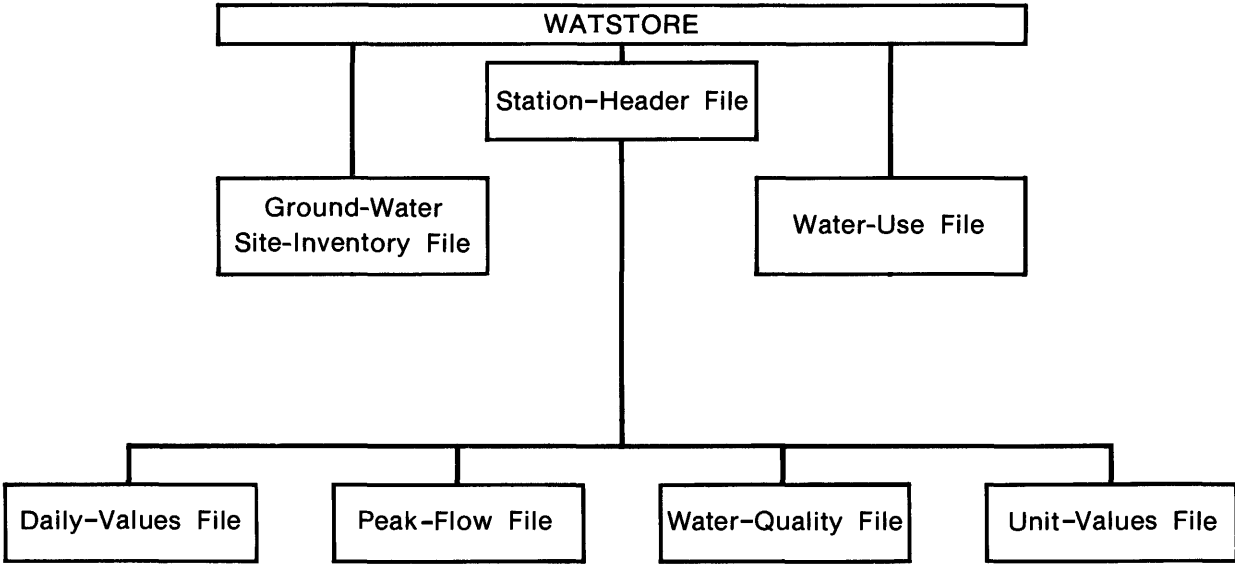 WATSTORE
Station-Header File
Ground-Water
Site-Inventory File
Water-Use File
Daily-Values File
Peak-Flow File
Water-Quality File
Unit-Values File